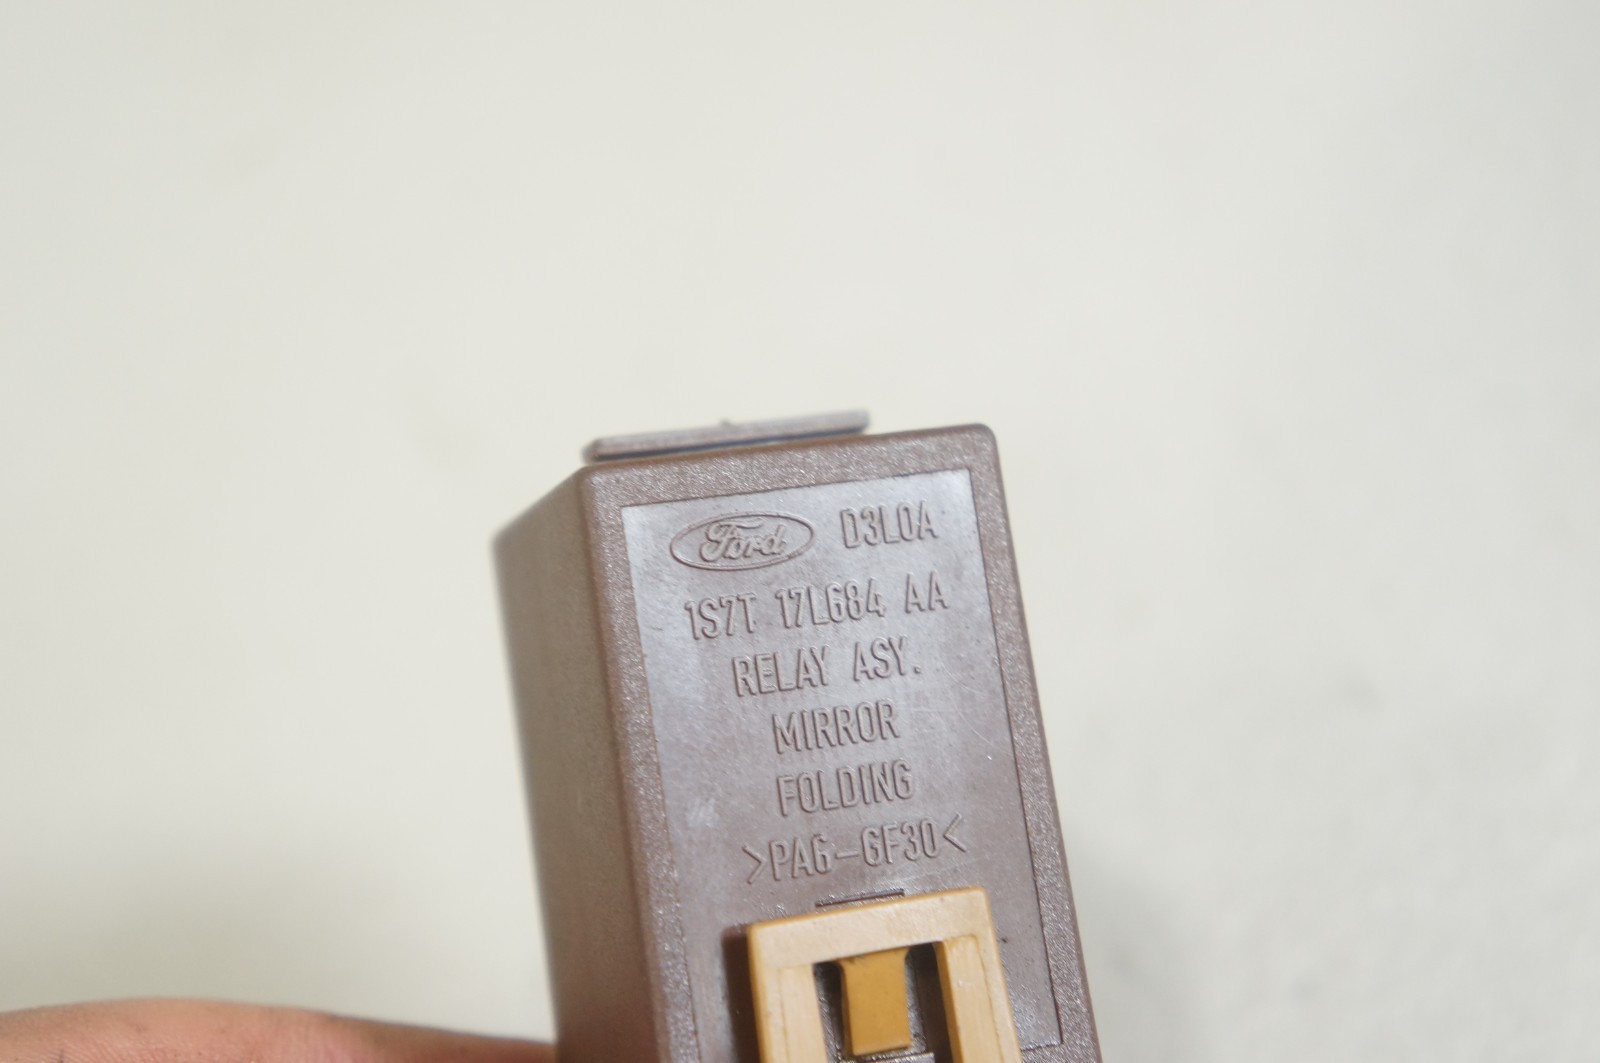 Ford D3L0A
1S7T 17L684 AA
RELAY ASY.
MIRROR
FOLDING
>PA6-GF30<